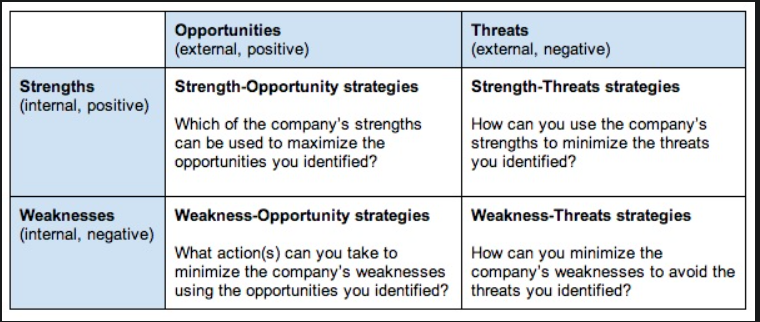 Opportunities
(external, positive)
Threats
(external, negative)
Strengths
(internal, positive)
Strength-Opportunity strategies
Which of the company's strengths
can be used to maximize the
opportunities you identified?
Strength-Threats strategies
How can you use the company's
strengths to minimize the threats
you identified?
Weaknesses
(internal, negative)
Weakness-Opportunity strategies
What action(s) can you take to
minimize the company's weaknesses
using the opportunities you identified?
Weakness-Threats strategies
How can you minimize the
company's weaknesses to avoid the
threats you identified?